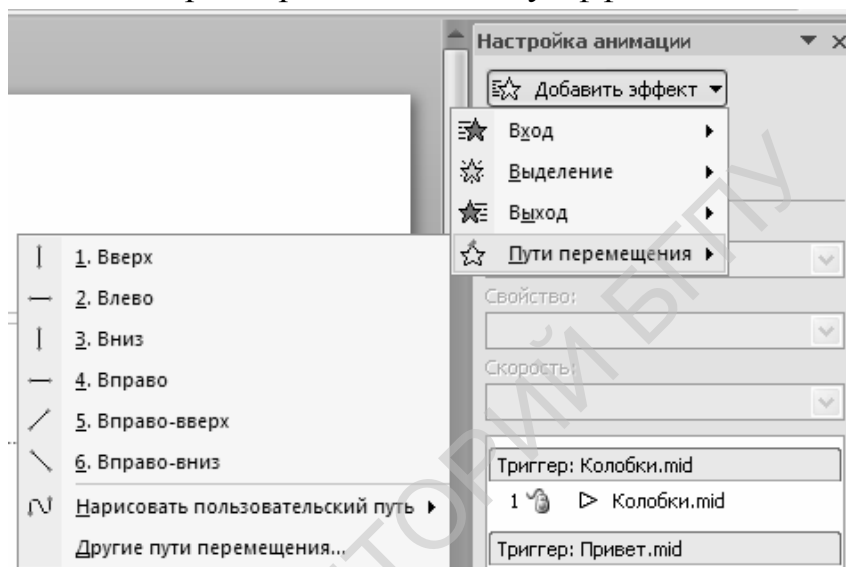 Настройка анимации
Добавить эффект
Вход
Выделение
Выход
Пути перемещения
Свойство:
Скорость:
1. Вверх
2. Влево
3. Вниз
4. Вправо
5. Вправо-вверх
6. Вправо-вниз
Нарисовать пользовательский путь
Другие пути перемещения...
Триггер: Колобки.mid
1 Колобки.mid
Триггер: Привет.mid
ТОРИЙ БГПУ